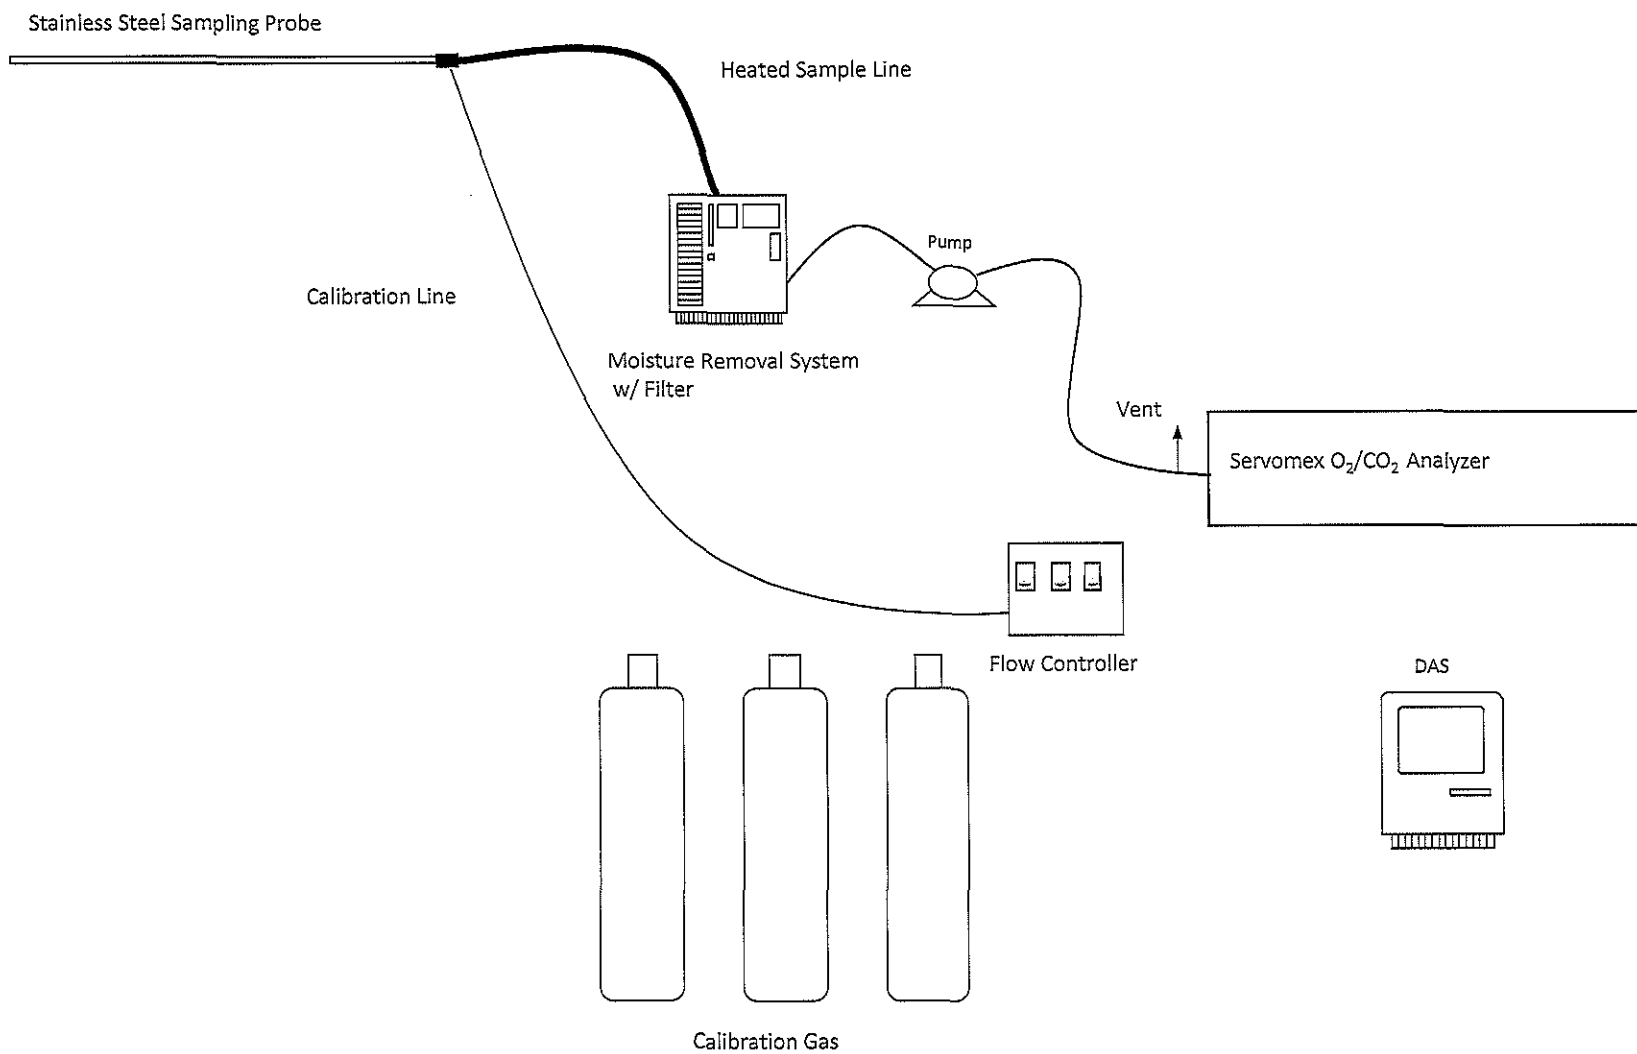 Stainless Steel Sampling Probe
Heated Sample Line
Pump
Calibration Line
Moisture Removal System
w/ Filter
Vent
Servomex O₂/CO₂ Analyzer
Flow Controller
DAS
Calibration Gas